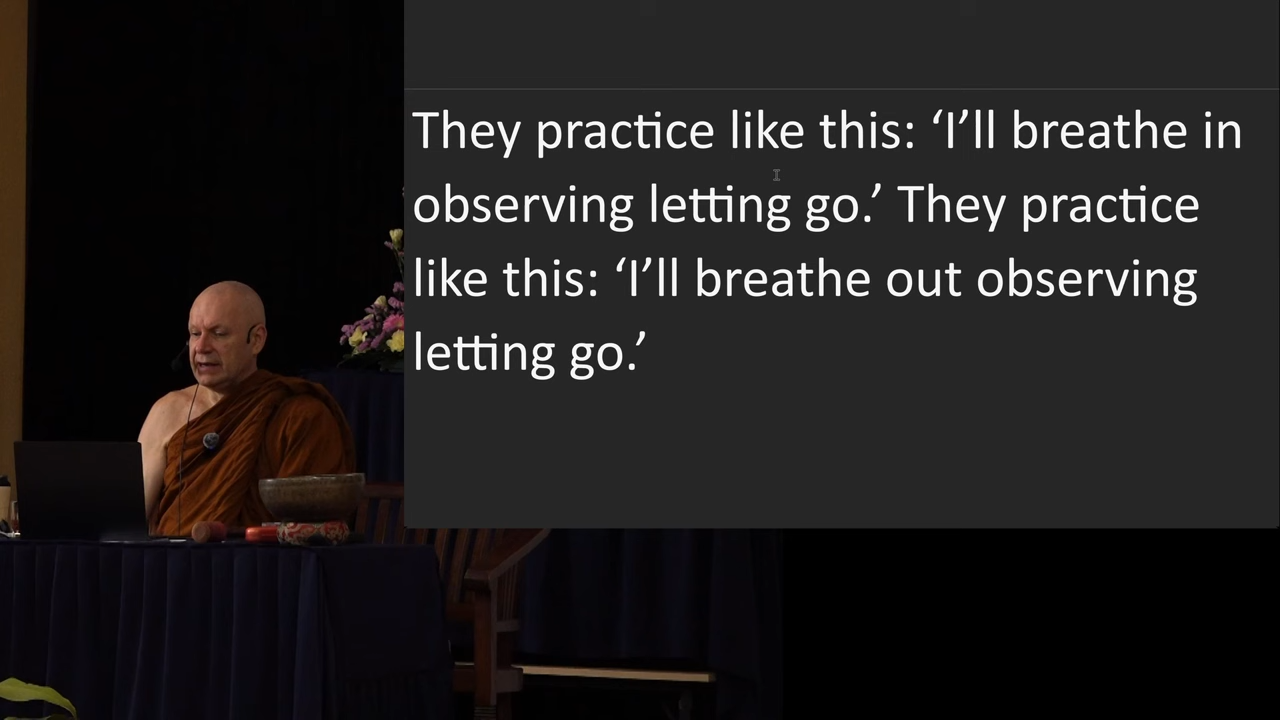 They practice like this: ‘I’ll breathe in
observing letting go.’ They practice
like this: ‘I’ll breathe out observing
letting go.’